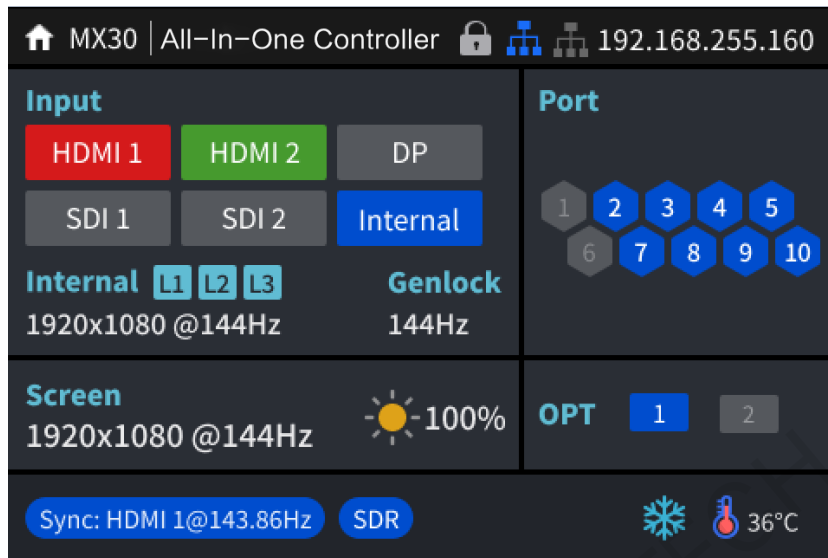 MX30 | All-In-One Controller 192.168.255.160
Input
HDMI 1 HDMI 2 DP
SDI 1 SDI 2 Internal
Internal L1 L2 L3 Genlock
1920x1080 @144Hz 144Hz
Port
1 2 3 4 5
6 7 8 9 10
Screen
1920x1080 @144Hz 100%
OPT 1 2
Sync: HDMI 1@143.86Hz SDR 36°C